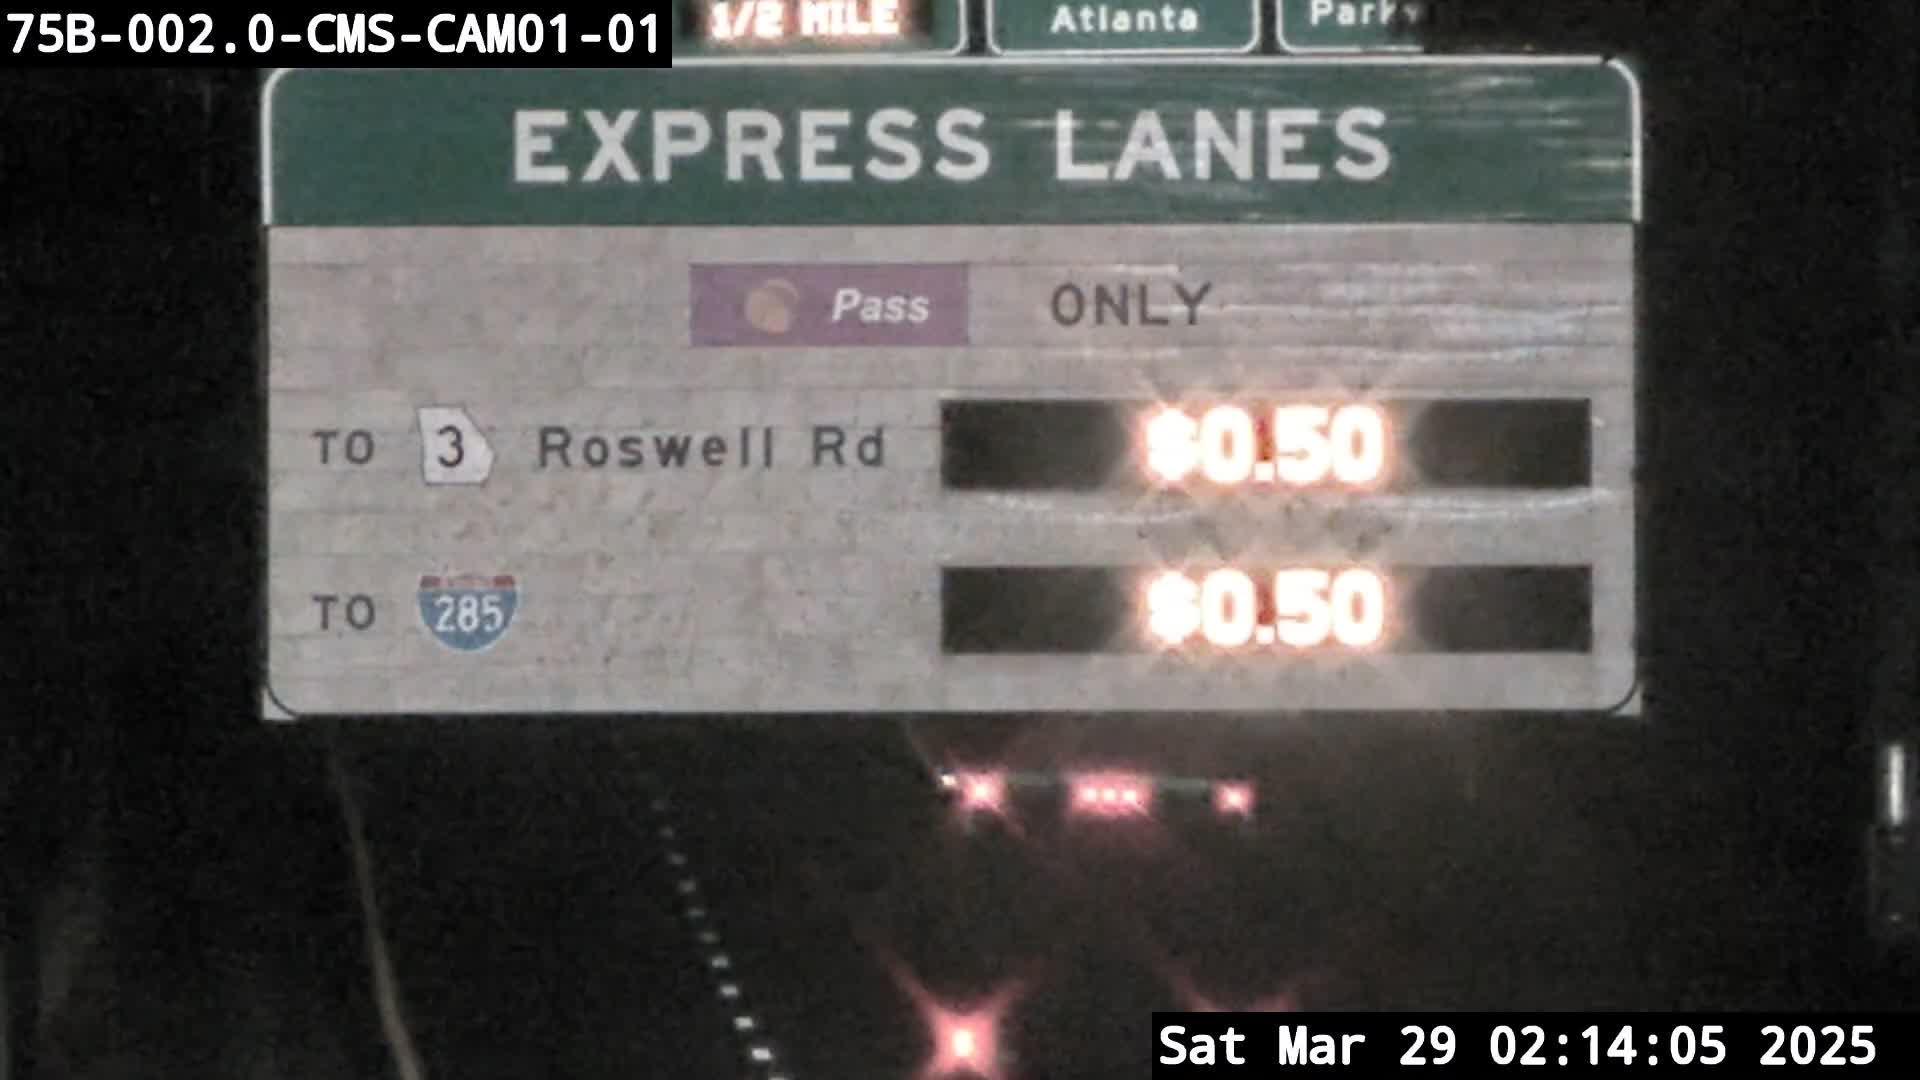 75B-002.0-CMS-CAM01-01
1/2 MILE
Atlanta
EXPRESS LANES
Pass ONLY
TO 3 Roswell Rd $0.50
TO 285 $0.50
Sat Mar 29 02:14:05 2025